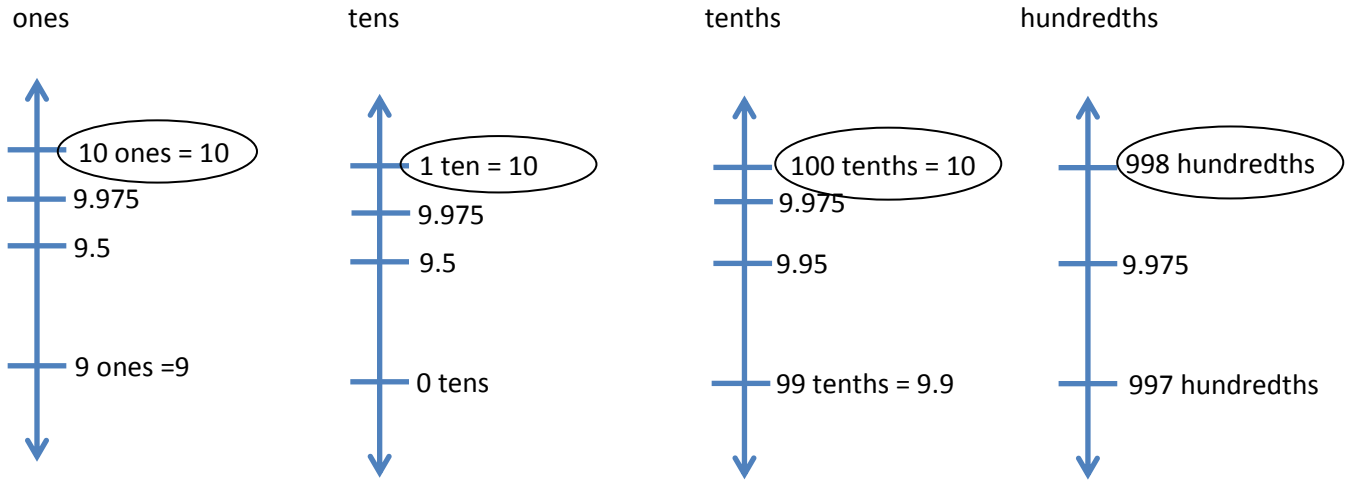 ones
tens
tenths
hundredths
10 ones = 10
9.975
9.5
9 ones =9
1 ten = 10
9.975
9.5
0 tens
100 tenths = 10
9.975
9.95
99 tenths = 9.9
998 hundredths
9.975
997 hundredths